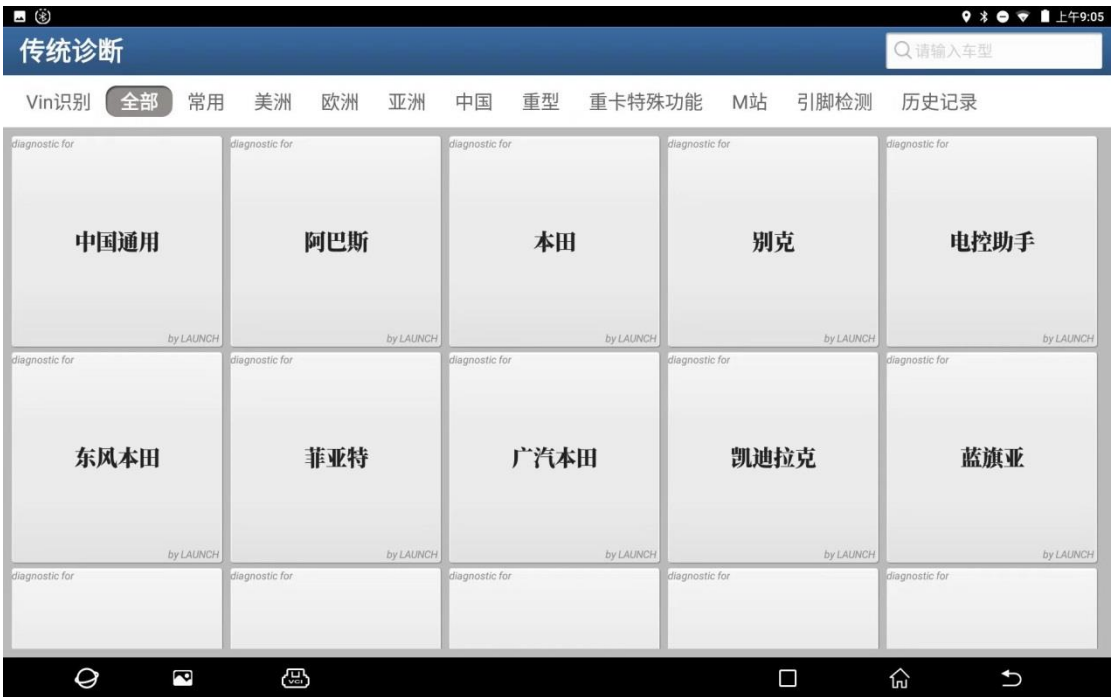 上午9:05
传统诊断
请输入车型
Vin识别 全部 常用 美洲 欧洲 亚洲 中国 重型 重卡特殊功能 M站 引脚检测 历史记录
diagnostic for diagnostic for diagnostic for diagnostic for diagnostic for
中国通用 阿巴斯 本田 别克 电控助手
by LAUNCH by LAUNCH by LAUNCH by LAUNCH by LAUNCH
diagnostic for diagnostic for diagnostic for diagnostic for diagnostic for
东风本田 菲亚特 广汽本田 凯迪拉克 蓝旗亚
by LAUNCH by LAUNCH by LAUNCH by LAUNCH by LAUNCH
diagnostic for diagnostic for diagnostic for diagnostic for diagnostic for
VCI